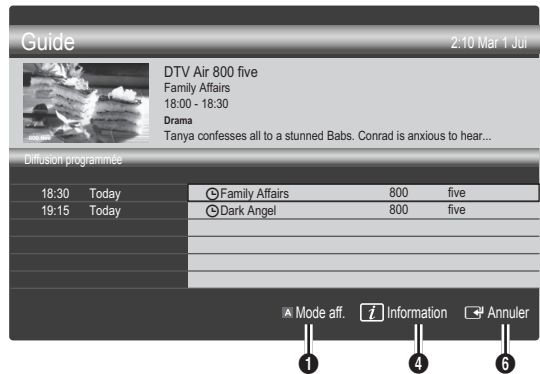 Guide 2:10 Mar 1 Jui
DTV Air 800 five
Family Affairs
18:00 - 18:30
Drama
Tanya confesses all to a stunned Babs. Conrad is anxious to hear...
Diffusion programmée
18:30 Today Family Affairs 800 five
19:15 Today Dark Angel 800 five
A Mode aff. i Information Annuler
1 4 6